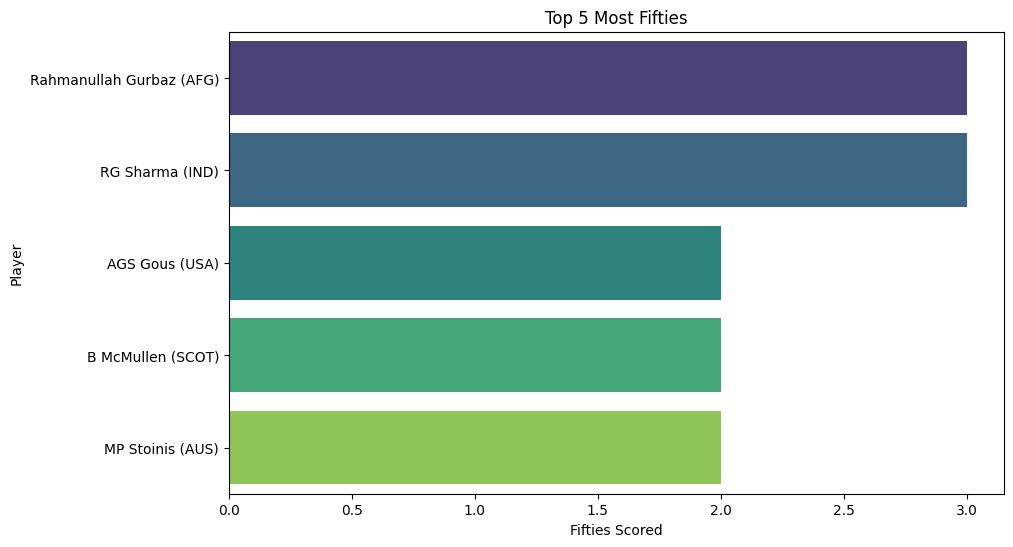 Top 5 Most Fifties
Rahmanullah Gurbaz (AFG)
RG Sharma (IND)
AGS Gous (USA)
B McMullen (SCOT)
MP Stoinis (AUS)
Player
0.0 0.5 1.0 1.5 2.0 2.5 3.0
Fifties Scored